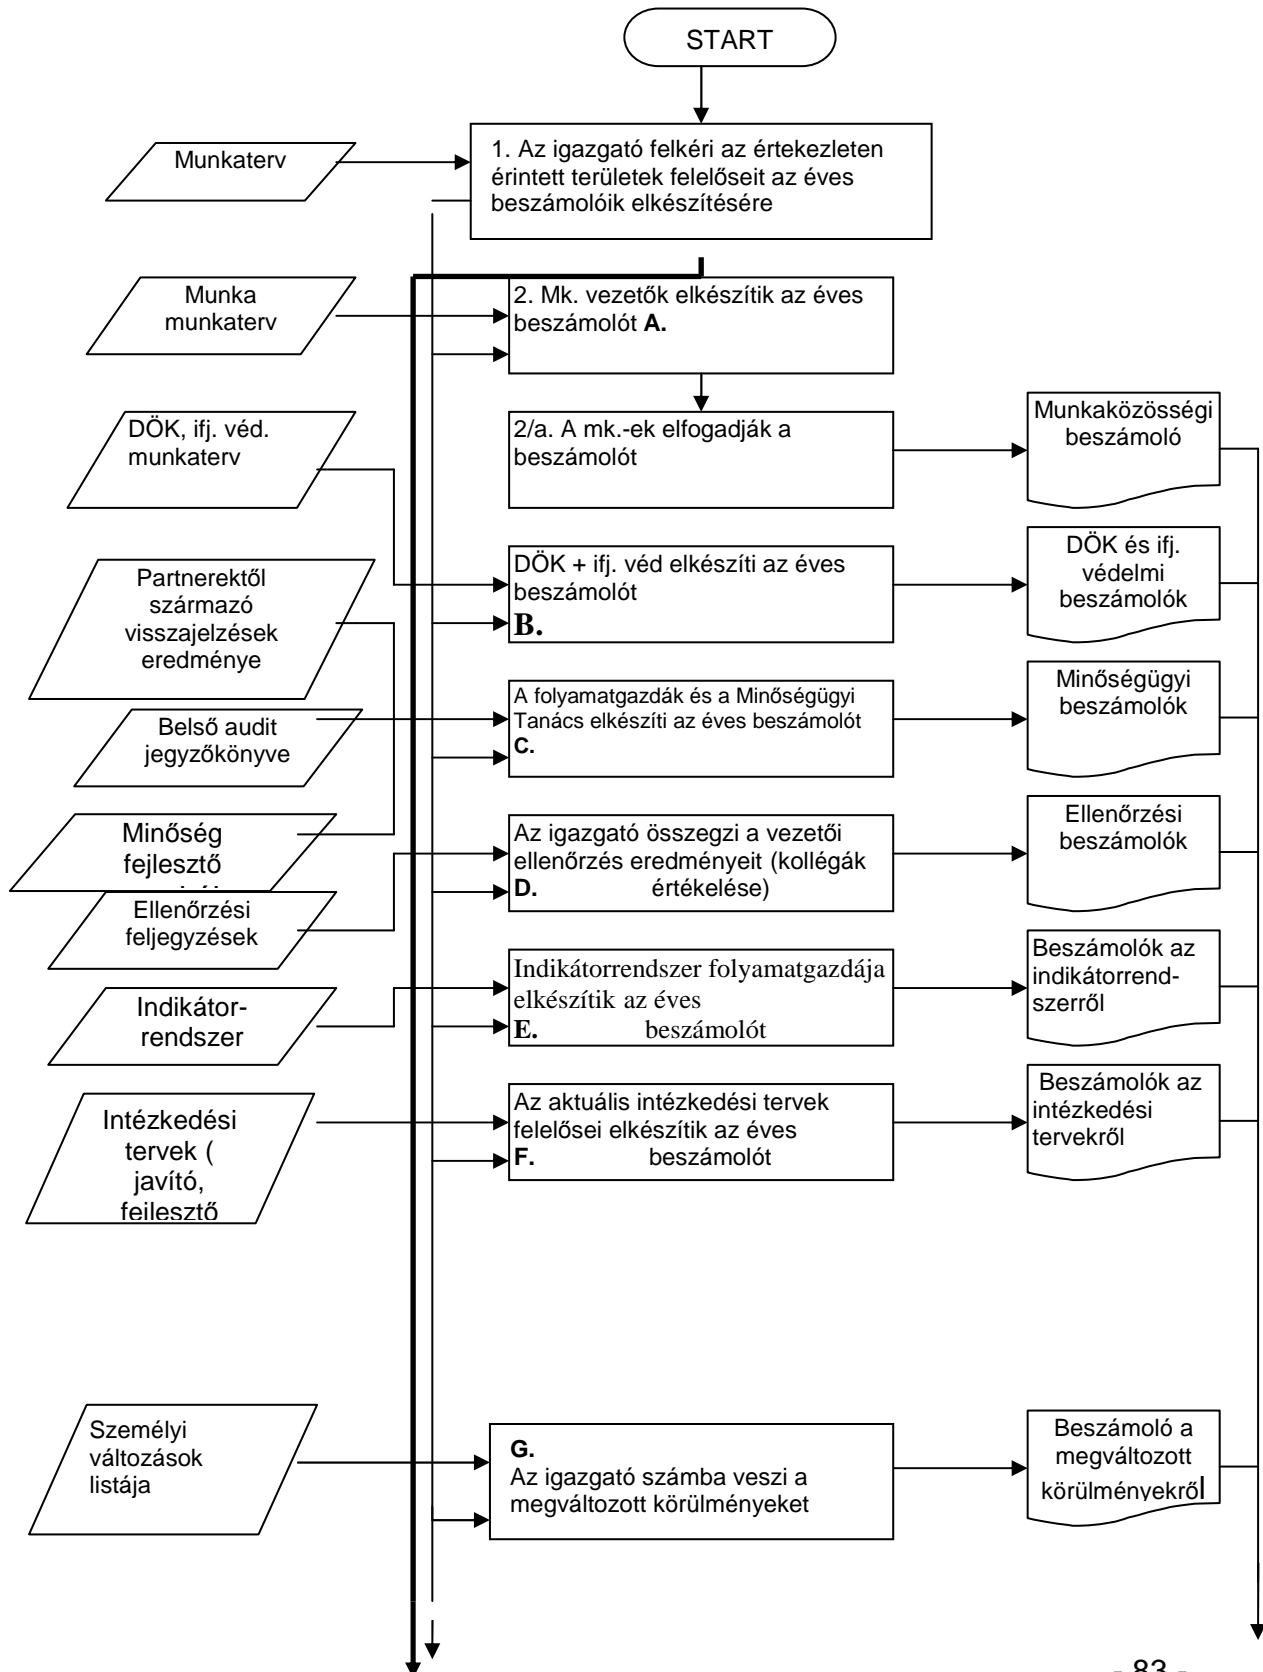 START
Munkaterv
1. Az igazgató felkéri az értekezleten
érintett területek felelőseit az éves
beszámolóik elkészítésére
Munka
munkaterv
2. Mk. vezetők elkészítik az éves
beszámolót A.
DÖK, ifj. véd.
munkaterv
2/a. A mk.-ek elfogadják a
beszámolót
Munkaközösségi
beszámoló
Partnerektől
származó
visszajelzések
eredménye
DÖK + ifj. véd elkészíti az éves
beszámolót
B.
DÖK és ifj.
védelmi
beszámolók
Belső audit
jegyzőkönyve
A folyamatgazdák és a Minőségügyi
Tanács elkészíti az éves beszámolót
C.
Minőségügyi
beszámolók
Minőség
fejlesztő
Az igazgató összegzi a vezetői
ellenőrzés eredményeit (kollégák
D. értékelése)
Ellenőrzési
beszámolók
Ellenőrzési
feljegyzések
Indikátorrendszer folyamatgazdája
elkészítik az éves
E. beszámolót
Beszámolók az
indikátorrend-
szerről
Indikátor-
rendszer
Intézkedési
tervek (
javító,
fejlesztő
Az aktuális intézkedési tervek
felelősei elkészítik az éves
F. beszámolót
Beszámolók az
intézkedési
tervekről
Személyi
változások
listája
G.
Az igazgató számba veszi a
megváltozott körülményeket
Beszámoló a
megváltozott
körülményekről
- 83 -